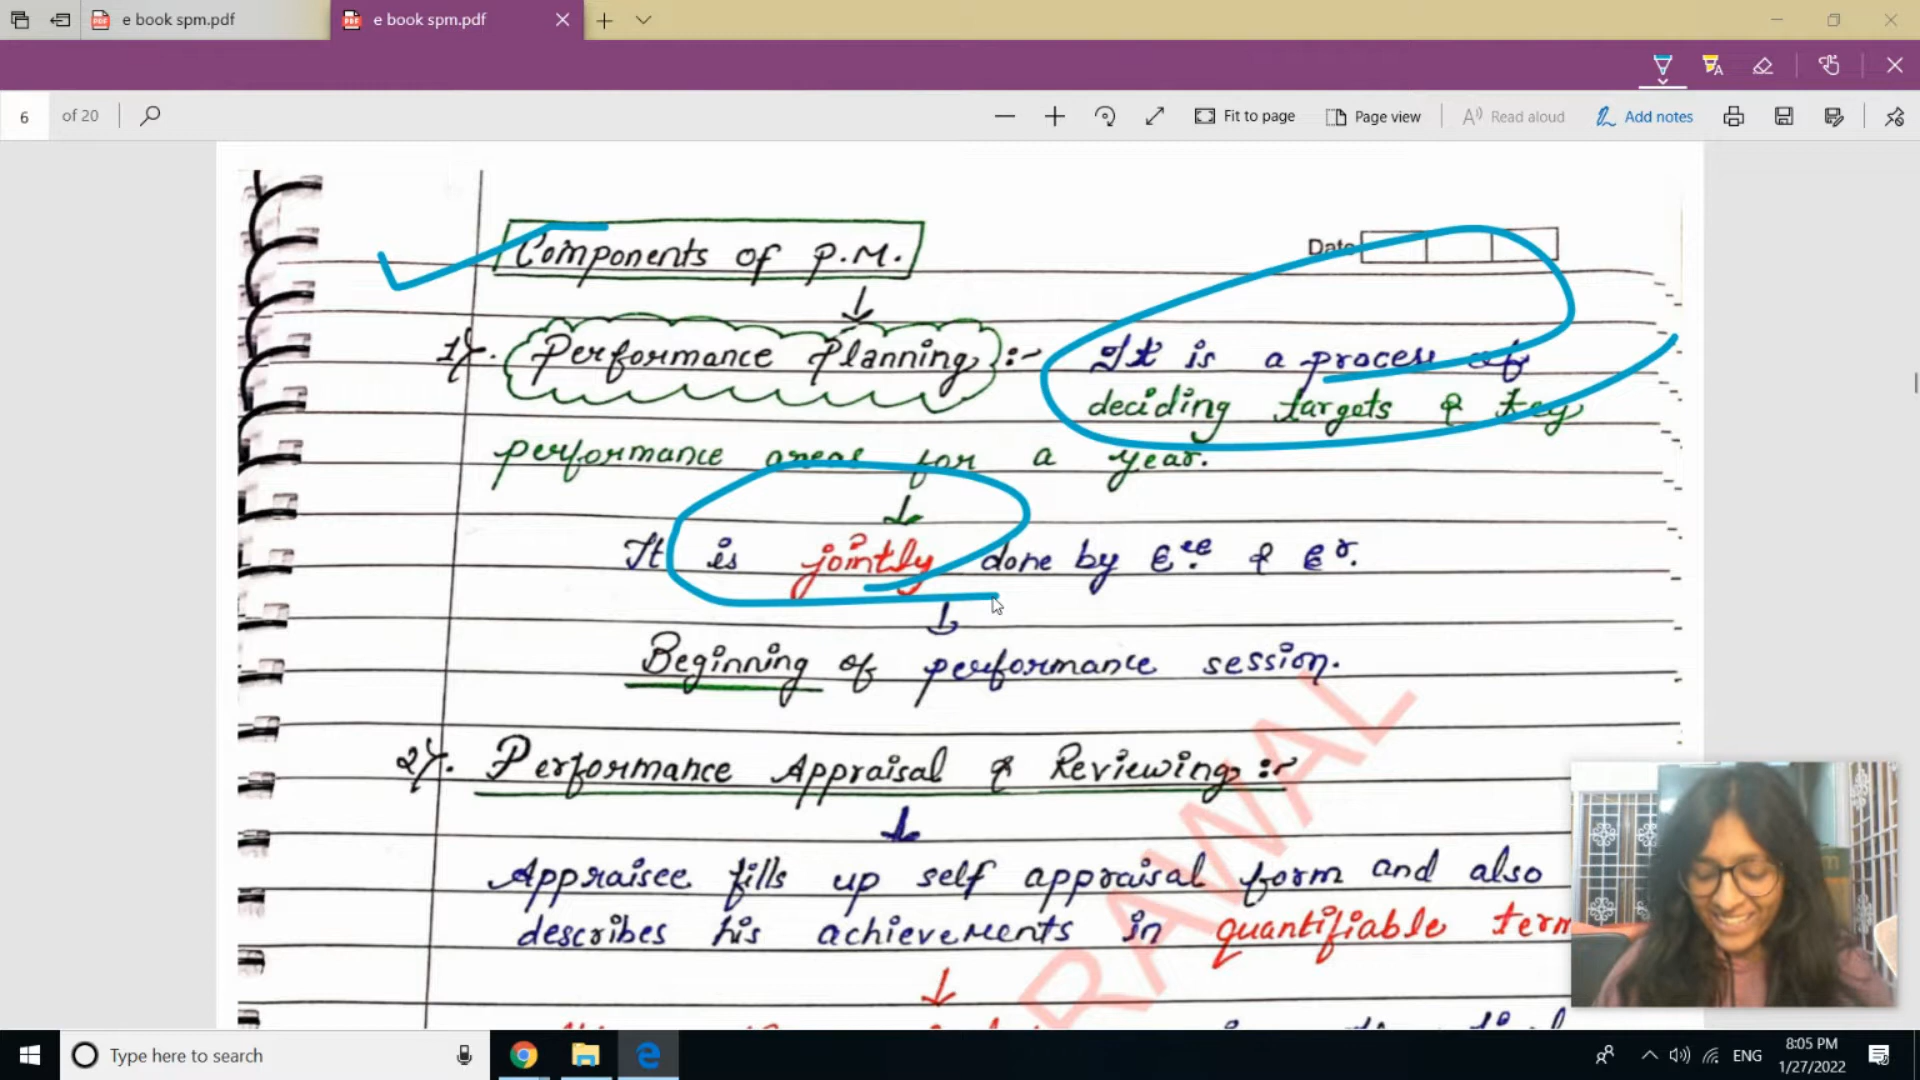 e book spm.pdf
e book spm.pdf
6 of 20
Fit to page
Page view
Read aloud
Add notes
Components of P.M.
Date
1). Performance Planning :- It is a process of
deciding targets & key
performance areas for a year.
It is jointly done by Eee & Er.
Beginning of performance session.
2). Performance Appraisal & Reviewing :-
Appraisee fills up self appraisal form and also
describes his achievements in quantifiable term
RAWAL
Type here to search
ENG
8:05 PM
1/27/2022